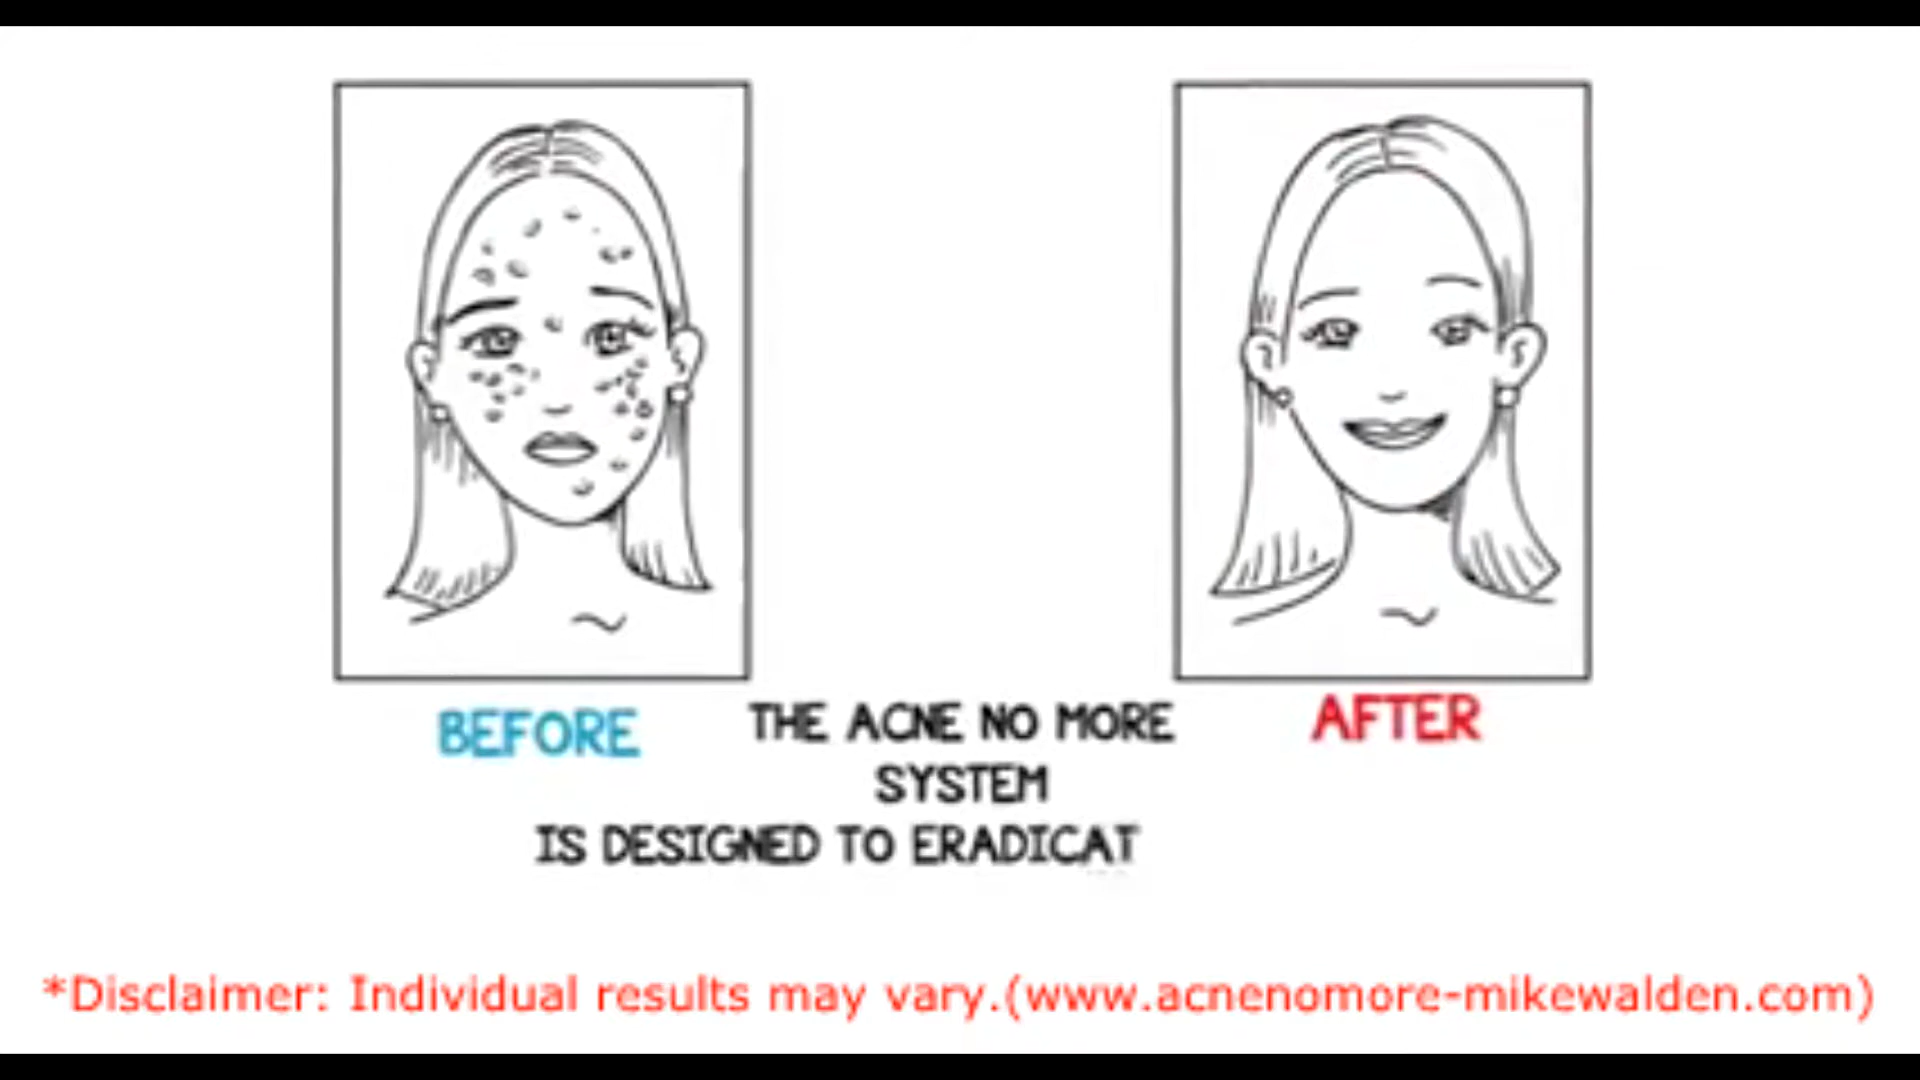 BEFORE
THE ACNE NO MORE
AFTER
SYSTEM
IS DESIGNED TO ERADICAT
*Disclaimer: Individual results may vary.(www.acnenomore-mikewalden.com)